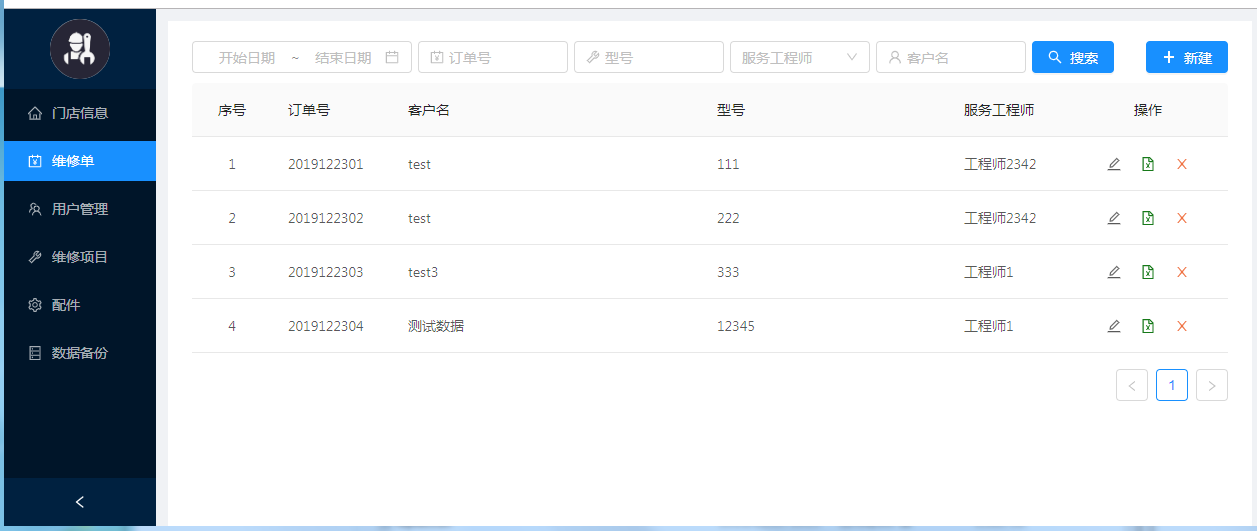 门店信息
维修单
用户管理
维修项目
配件
数据备份
开始日期 ~ 结束日期 订单号 型号 服务工程师 客户名 搜索 新建
序号 订单号 客户名 型号 服务工程师 操作
1 2019122301 test 111 工程师2342
2 2019122302 test 222 工程师2342
3 2019122303 test3 333 工程师1
4 2019122304 测试数据 12345 工程师1
1